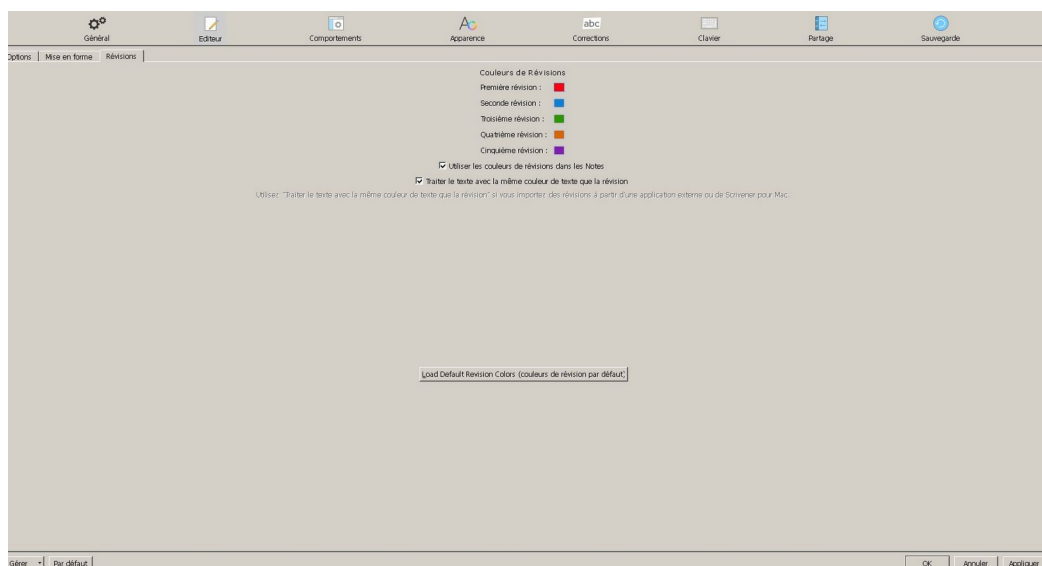 Général
Editeur
Comportements
Apparence
abc
Corrections
Clavier
Partage
Sauvegarde
Options
Mise en forme
Révisions
Couleurs de Révisions
Première révision :
Seconde révision :
Troisième révision :
Quatrième révision :
Cinquième révision :
Utiliser les couleurs de révisions dans les Notes
Traiter le texte avec la même couleur de texte que la révision
Utilisez "Traiter le texte avec la même couleur de texte que la révision" si vous importez des révisions à partir d'une application externe ou de Scrivener pour Mac.
Load Default Revision Colors (couleurs de révision par défaut)
Gérer
Par défaut
OK
Annuler
Appliquer